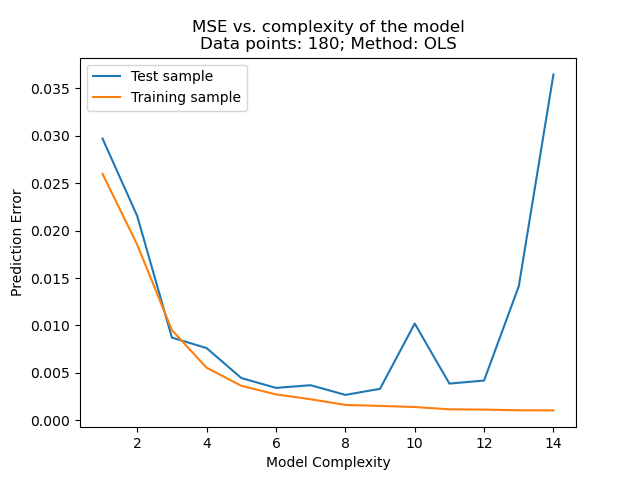 MSE vs. complexity of the model
Data points: 180; Method: OLS
Test sample
Training sample
0.035
0.030
0.025
0.020
0.015
0.010
0.005
0.000
Prediction Error
2 4 6 8 10 12 14
Model Complexity